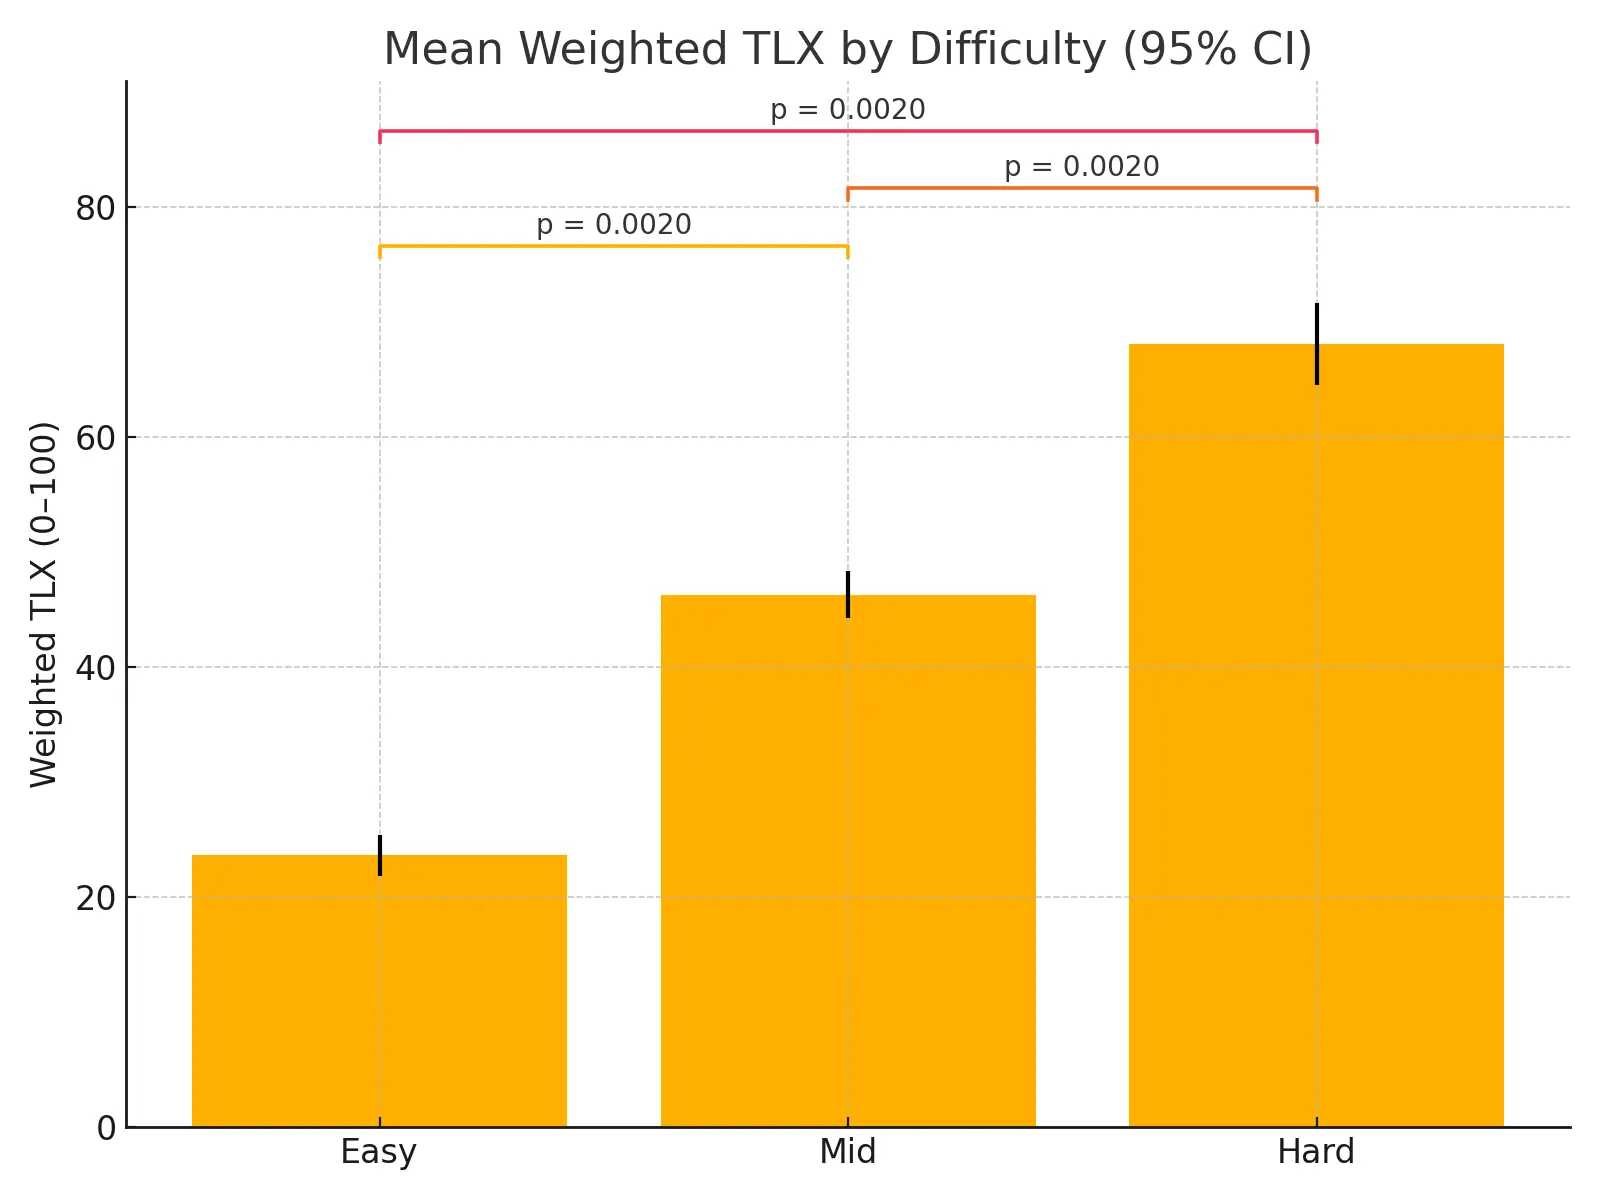 Mean Weighted TLX by Difficulty (95% CI)
p = 0.0020
p = 0.0020
p = 0.0020
Weighted TLX (0–100)
80
60
40
20
0
Easy
Mid
Hard